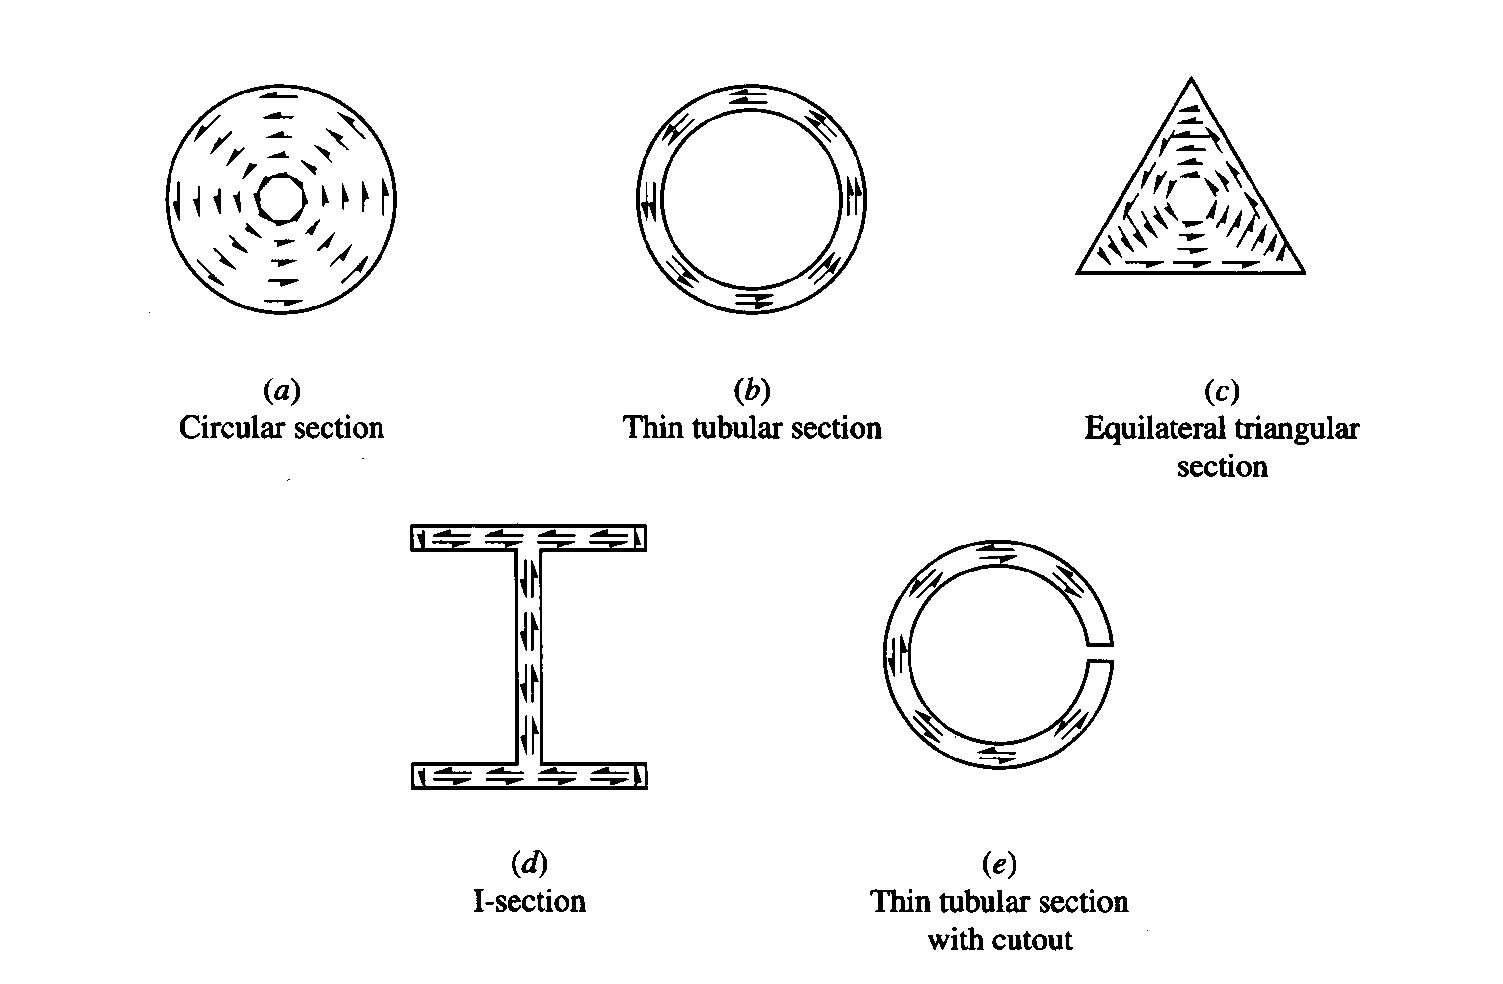 (a)
Circular section
(b)
Thin tubular section
(c)
Equilateral triangular
section
(d)
I-section
(e)
Thin tubular section
with cutout